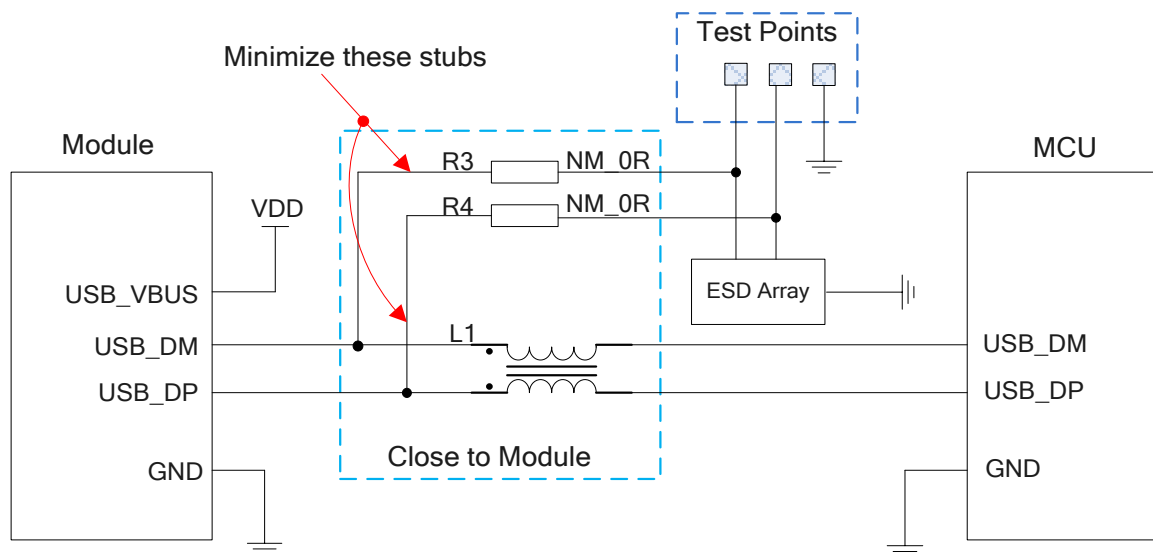 Test Points
Minimize these stubs
Module
MCU
R3
NM_0R
R4
NM_0R
VDD
ESD Array
USB_VBUS
L1
USB_DM
USB_DM
USB_DP
USB_DP
Close to Module
GND
GND